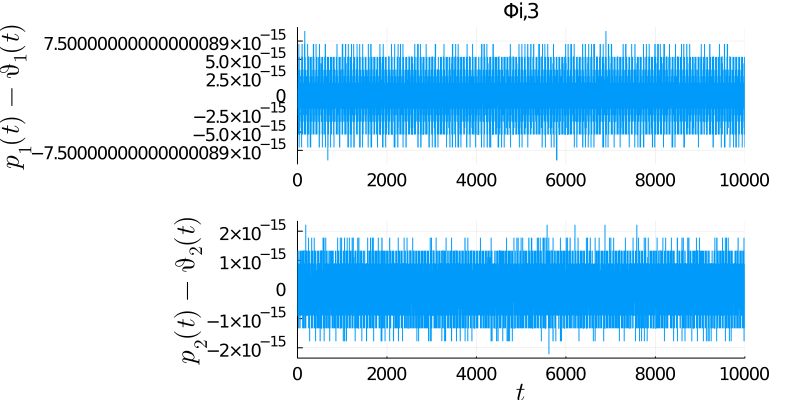 Φi,3
p₁(t) − ϑ₁(t)
7.500000000000000089×10⁻¹⁵
5.0×10⁻¹⁵
2.5×10⁻¹⁵
0
−2.5×10⁻¹⁵
−5.0×10⁻¹⁵
−7.500000000000000089×10⁻¹⁵
0 2000 4000 6000 8000 10000
p₂(t) − ϑ₂(t)
2×10⁻¹⁵
1×10⁻¹⁵
0
−1×10⁻¹⁵
−2×10⁻¹⁵
0 2000 4000 6000 8000 10000
t